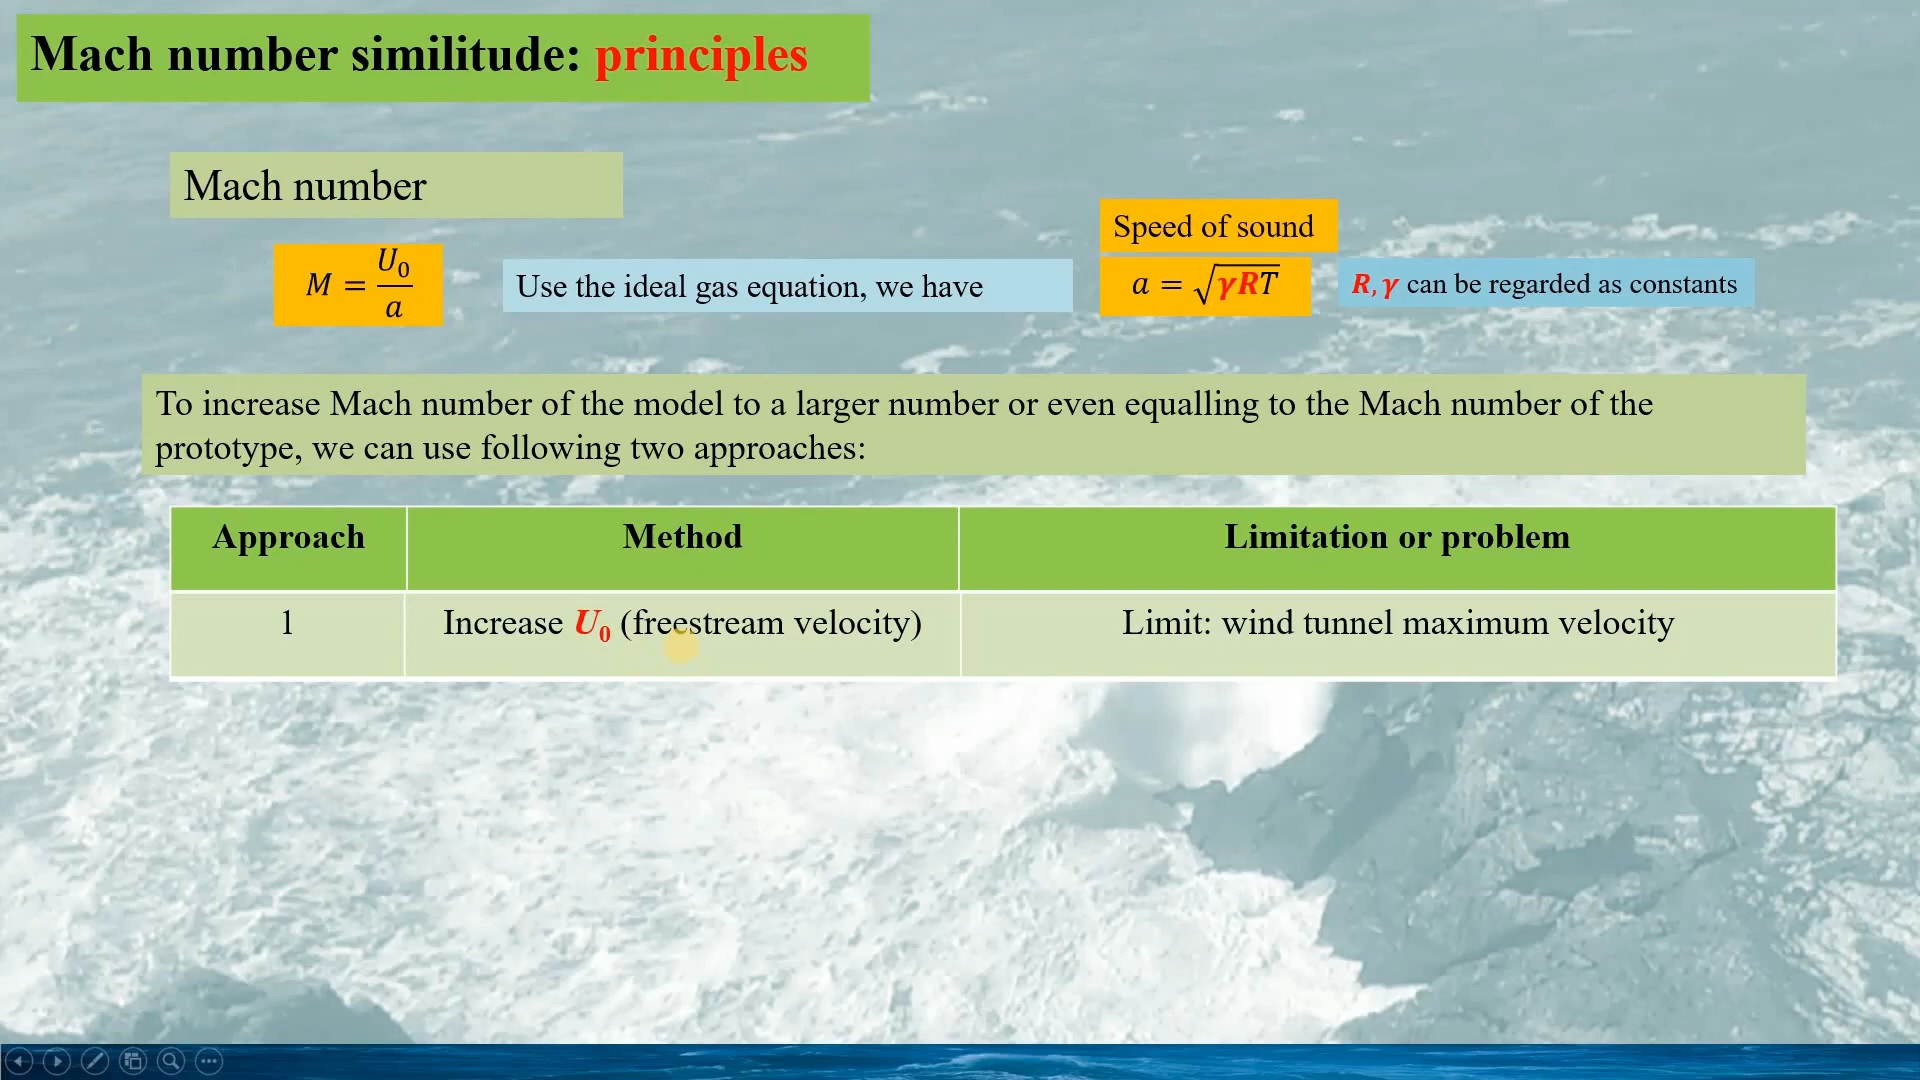 Mach number similitude: principles
Mach number
Speed of sound
M = U₀/a
Use the ideal gas equation, we have
a = √γRT
R, γ can be regarded as constants
To increase Mach number of the model to a larger number or even equalling to the Mach number of the
prototype, we can use following two approaches:
Approach Method Limitation or problem
1 Increase U₀ (freestream velocity) Limit: wind tunnel maximum velocity